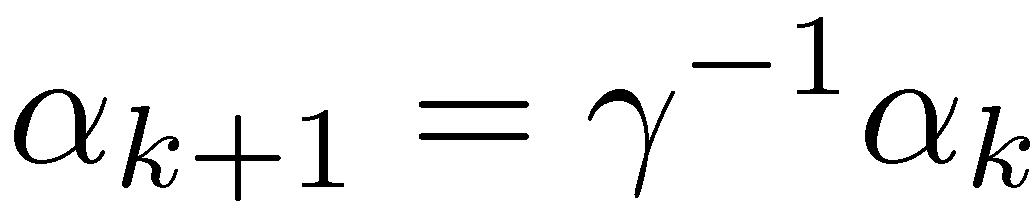 α_{k+1} = γ^{−1} α_k